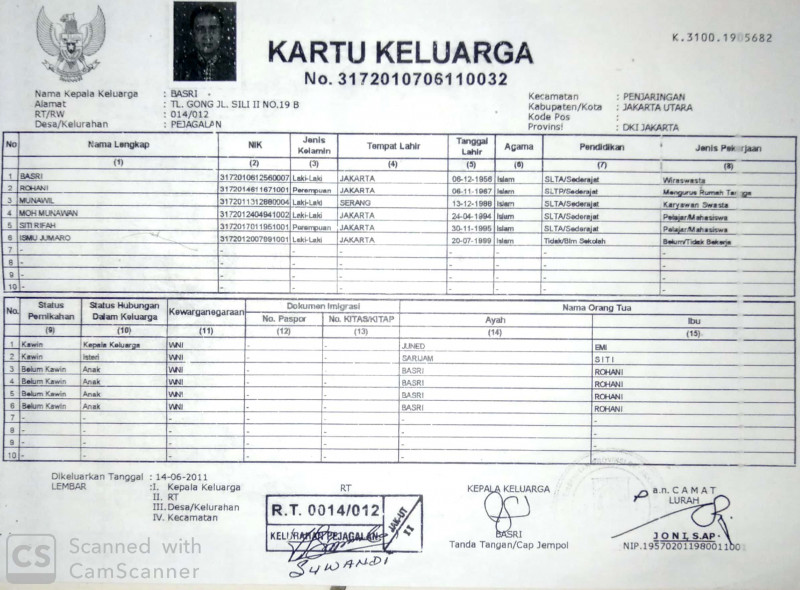 K.3100.1905682
KARTU KELUARGA
No. 3172010706110032
Nama Kepala Keluarga : BASRI
Alamat : TL. GONG JL. SILI II NO.19 B
RT/RW : 014/012
Desa/Kelurahan : PEJAGALAN
Kecamatan : PENJARINGAN
Kabupaten/Kota : JAKARTA UTARA
Kode Pos :
Provinsi : DKI JAKARTA
No Nama Lengkap NIK Jenis Kelamin Tempat Lahir Tanggal Lahir Agama Pendidikan Jenis Pekerjaan
(1) (2) (3) (4) (5) (6) (7) (8)
1 BASRI 3172010612560007 Laki-Laki JAKARTA 06-12-1956 Islam SLTA/Sederajat Wiraswasta
2 ROHANI 3172014611671001 Perempuan JAKARTA 06-11-1967 Islam SLTP/Sederajat Mengurus Rumah Tangga
3 MUNAWIL 3172011312880004 Laki-Laki SERANG 13-12-1988 Islam SLTA/Sederajat Karyawan Swasta
4 MOH MUNAWAN 3172012404941002 Laki-Laki JAKARTA 24-04-1994 Islam SLTA/Sederajat Pelajar/Mahasiswa
5 SITI RIFAH 3172017011951001 Perempuan JAKARTA 30-11-1995 Islam SLTA/Sederajat Pelajar/Mahasiswa
6 ISMU JUMARO 3172012007991001 Laki-Laki JAKARTA 20-07-1999 Islam Tidak/Blm Sekolah Belum/Tidak Bekerja
7 - - - - - - - -
8 - - - - - - - -
9 - - - - - - - -
10 - - - - - - - -
No. Status Pernikahan Status Hubungan Dalam Keluarga Kewarganegaraan Dokumen Imigrasi Nama Orang Tua
No. Paspor No. KITAS/KITAP Ayah Ibu
(9) (10) (11) (12) (13) (14) (15)
1 Kawin Kepala Keluarga WNI - - JUNED EMI
2 Kawin Isteri WNI - - SARUAM SITI
3 Belum Kawin Anak WNI - - BASRI ROHANI
4 Belum Kawin Anak WNI - - BASRI ROHANI
5 Belum Kawin Anak WNI - - BASRI ROHANI
6 Belum Kawin Anak WNI - - BASRI ROHANI
7 - - - - - - -
8 - - - - - - -
9 - - - - - - -
10 - - - - - - -
Dikeluarkan Tanggal : 14-06-2011
LEMBAR :I. Kepala Keluarga
II. RT
III. Desa/Kelurahan
IV. Kecamatan
RT
R.T. 0014/012
KELURAHAN PEJAGALAN
JAK-UT
11
SUWANDI
KEPALA KELUARGA
BASRI
Tanda Tangan/Cap Jempol
a.n. CAMAT
LURAH
JONI, S.AP
NIP.195702011980011003
CS Scanned with
CamScanner